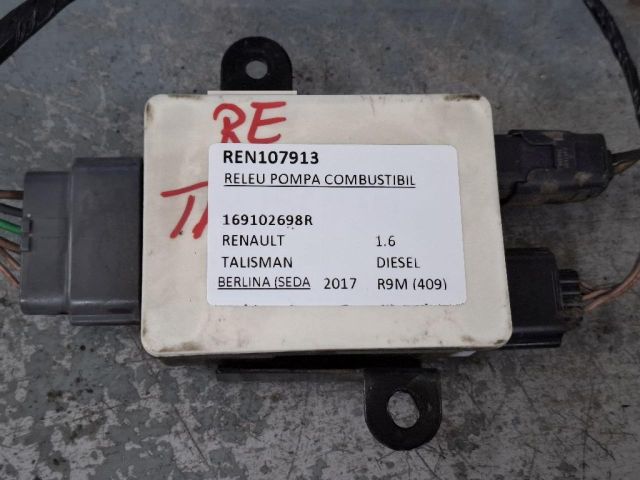 RE
REN107913
RELEU POMPA COMBUSTIBIL
169102698R
RENAULT 1.6
TALISMAN DIESEL
BERLINA (SEDA 2017 R9M (409)